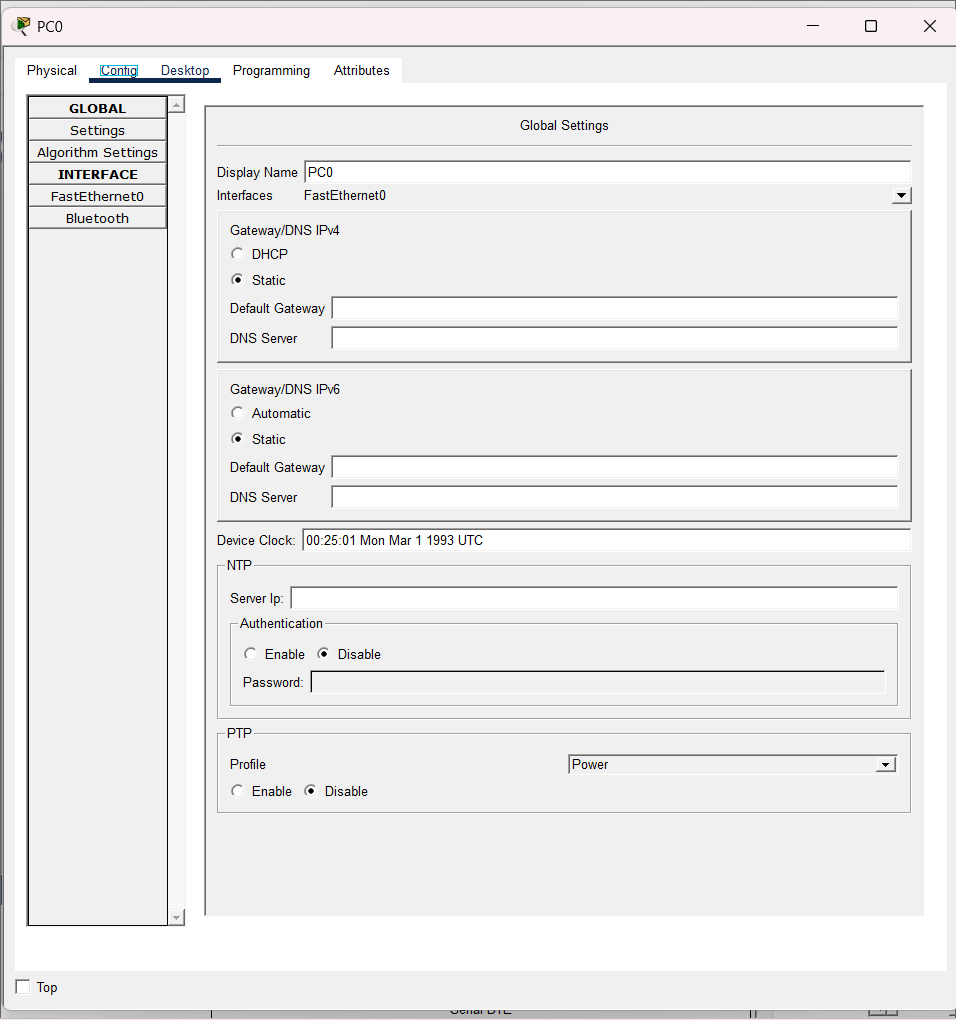 PC0
Physical Config Desktop Programming Attributes
GLOBAL
Settings
Algorithm Settings
INTERFACE
FastEthernet0
Bluetooth
Global Settings
Display Name PC0
Interfaces FastEthernet0
Gateway/DNS IPv4
DHCP
Static
Default Gateway
DNS Server
Gateway/DNS IPv6
Automatic
Static
Default Gateway
DNS Server
Device Clock: 00:25:01 Mon Mar 1 1993 UTC
NTP
Server Ip:
Authentication
Enable Disable
Password:
PTP
Profile Power
Enable Disable
Top
Serial DTE